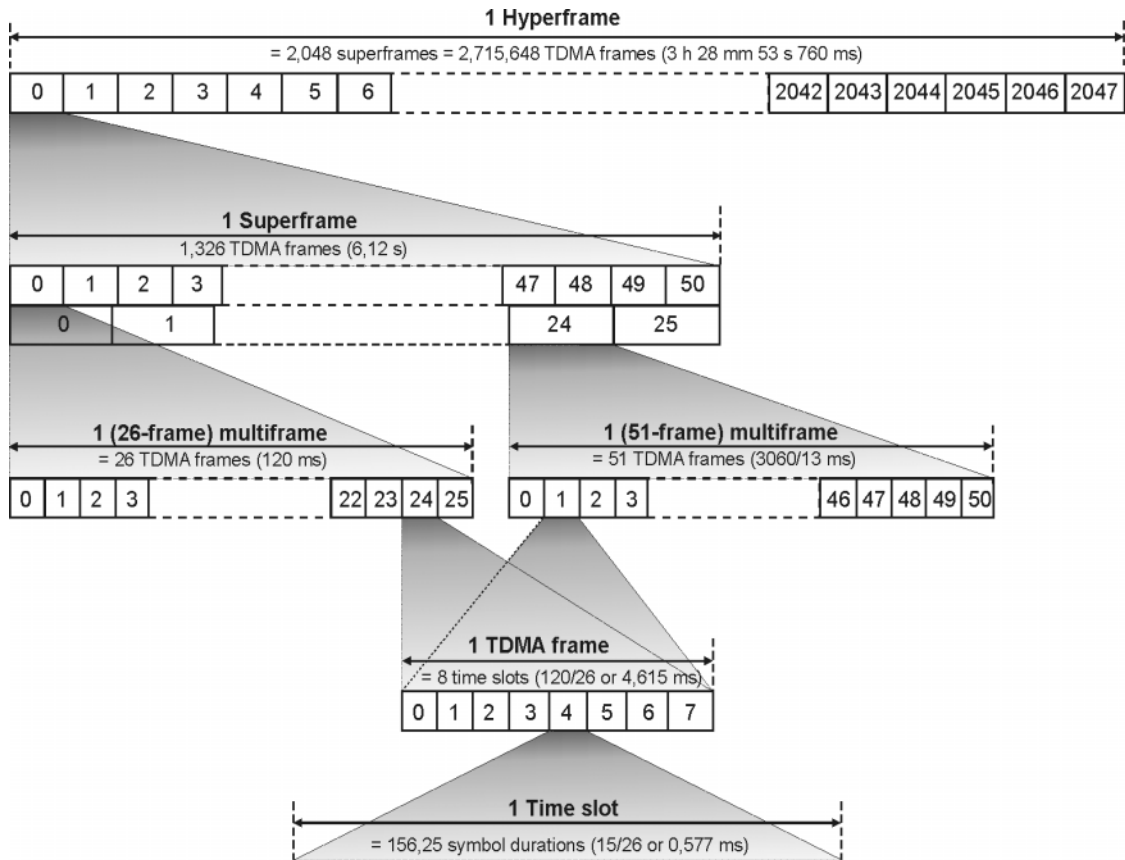 1 Hyperframe
= 2,048 superframes = 2,715,648 TDMA frames (3 h 28 mm 53 s 760 ms)
0 1 2 3 4 5 6 2042 2043 2044 2045 2046 2047
1 Superframe
1,326 TDMA frames (6,12 s)
0 1 2 3 47 48 49 50
0 1 24 25
1 (26-frame) multiframe 1 (51-frame) multiframe
= 26 TDMA frames (120 ms) = 51 TDMA frames (3060/13 ms)
0 1 2 3 22 23 24 25 0 1 2 3 46 47 48 49 50
1 TDMA frame
= 8 time slots (120/26 or 4,615 ms)
0 1 2 3 4 5 6 7
1 Time slot
= 156,25 symbol durations (15/26 or 0,577 ms)